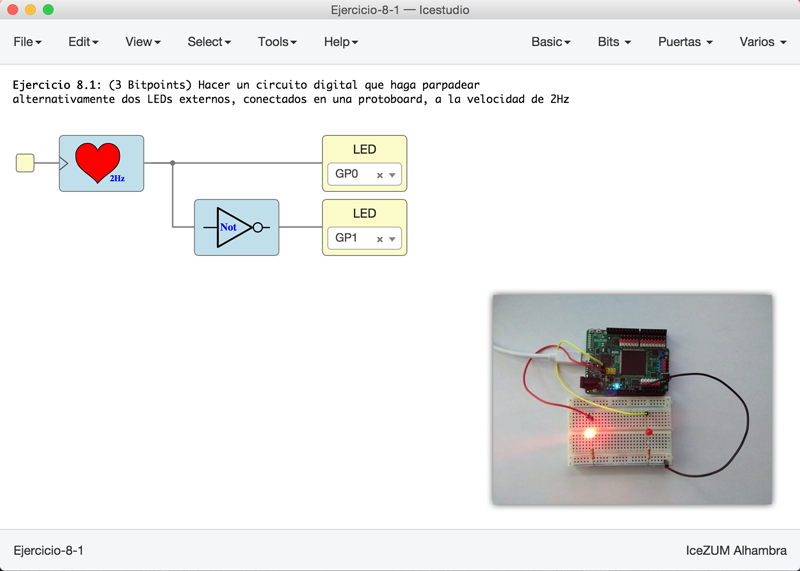 Ejercicio-8-1 — Icestudio
File Edit View Select Tools Help Basic Bits Puertas Varios
Ejercicio 8.1: (3 Bitpoints) Hacer un circuito digital que haga parpadear
alternativamente dos LEDs externos, conectados en una protoboard, a la velocidad de 2Hz
2Hz
LED
GP0
Not
LED
GP1
Ejercicio-8-1 IceZUM Alhambra